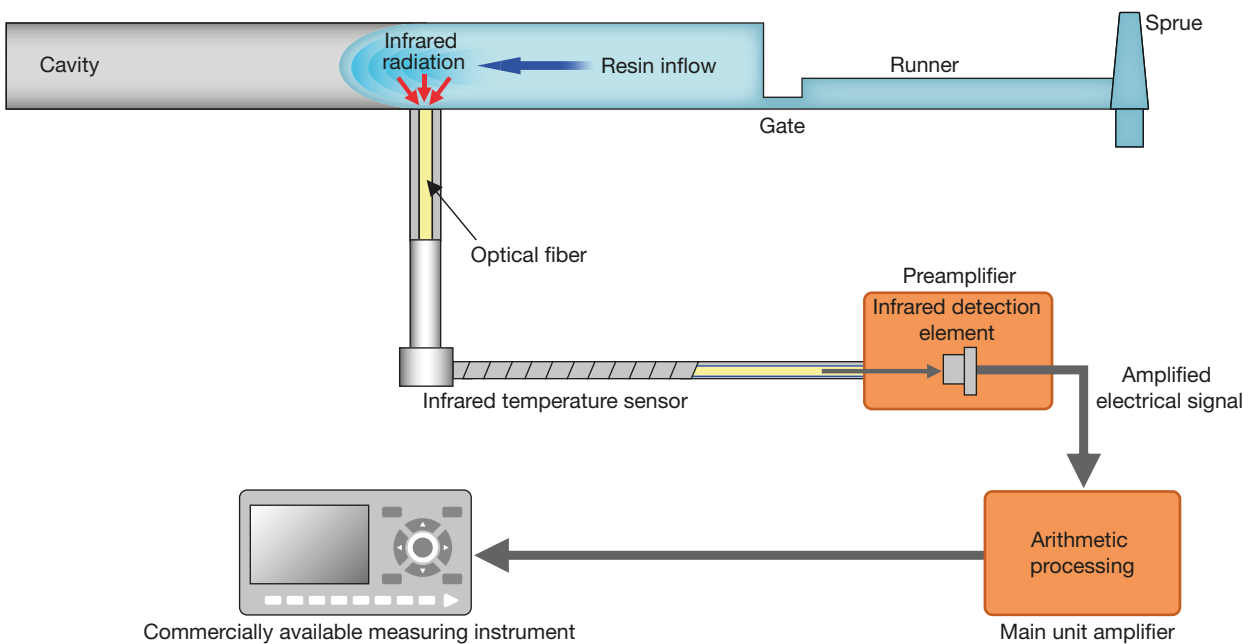 Sprue
Infrared
radiation
Cavity
Resin inflow
Runner
Gate
Optical fiber
Preamplifier
Infrared detection
element
Infrared temperature sensor
Amplified
electrical signal
Arithmetic
processing
Commercially available measuring instrument
Main unit amplifier